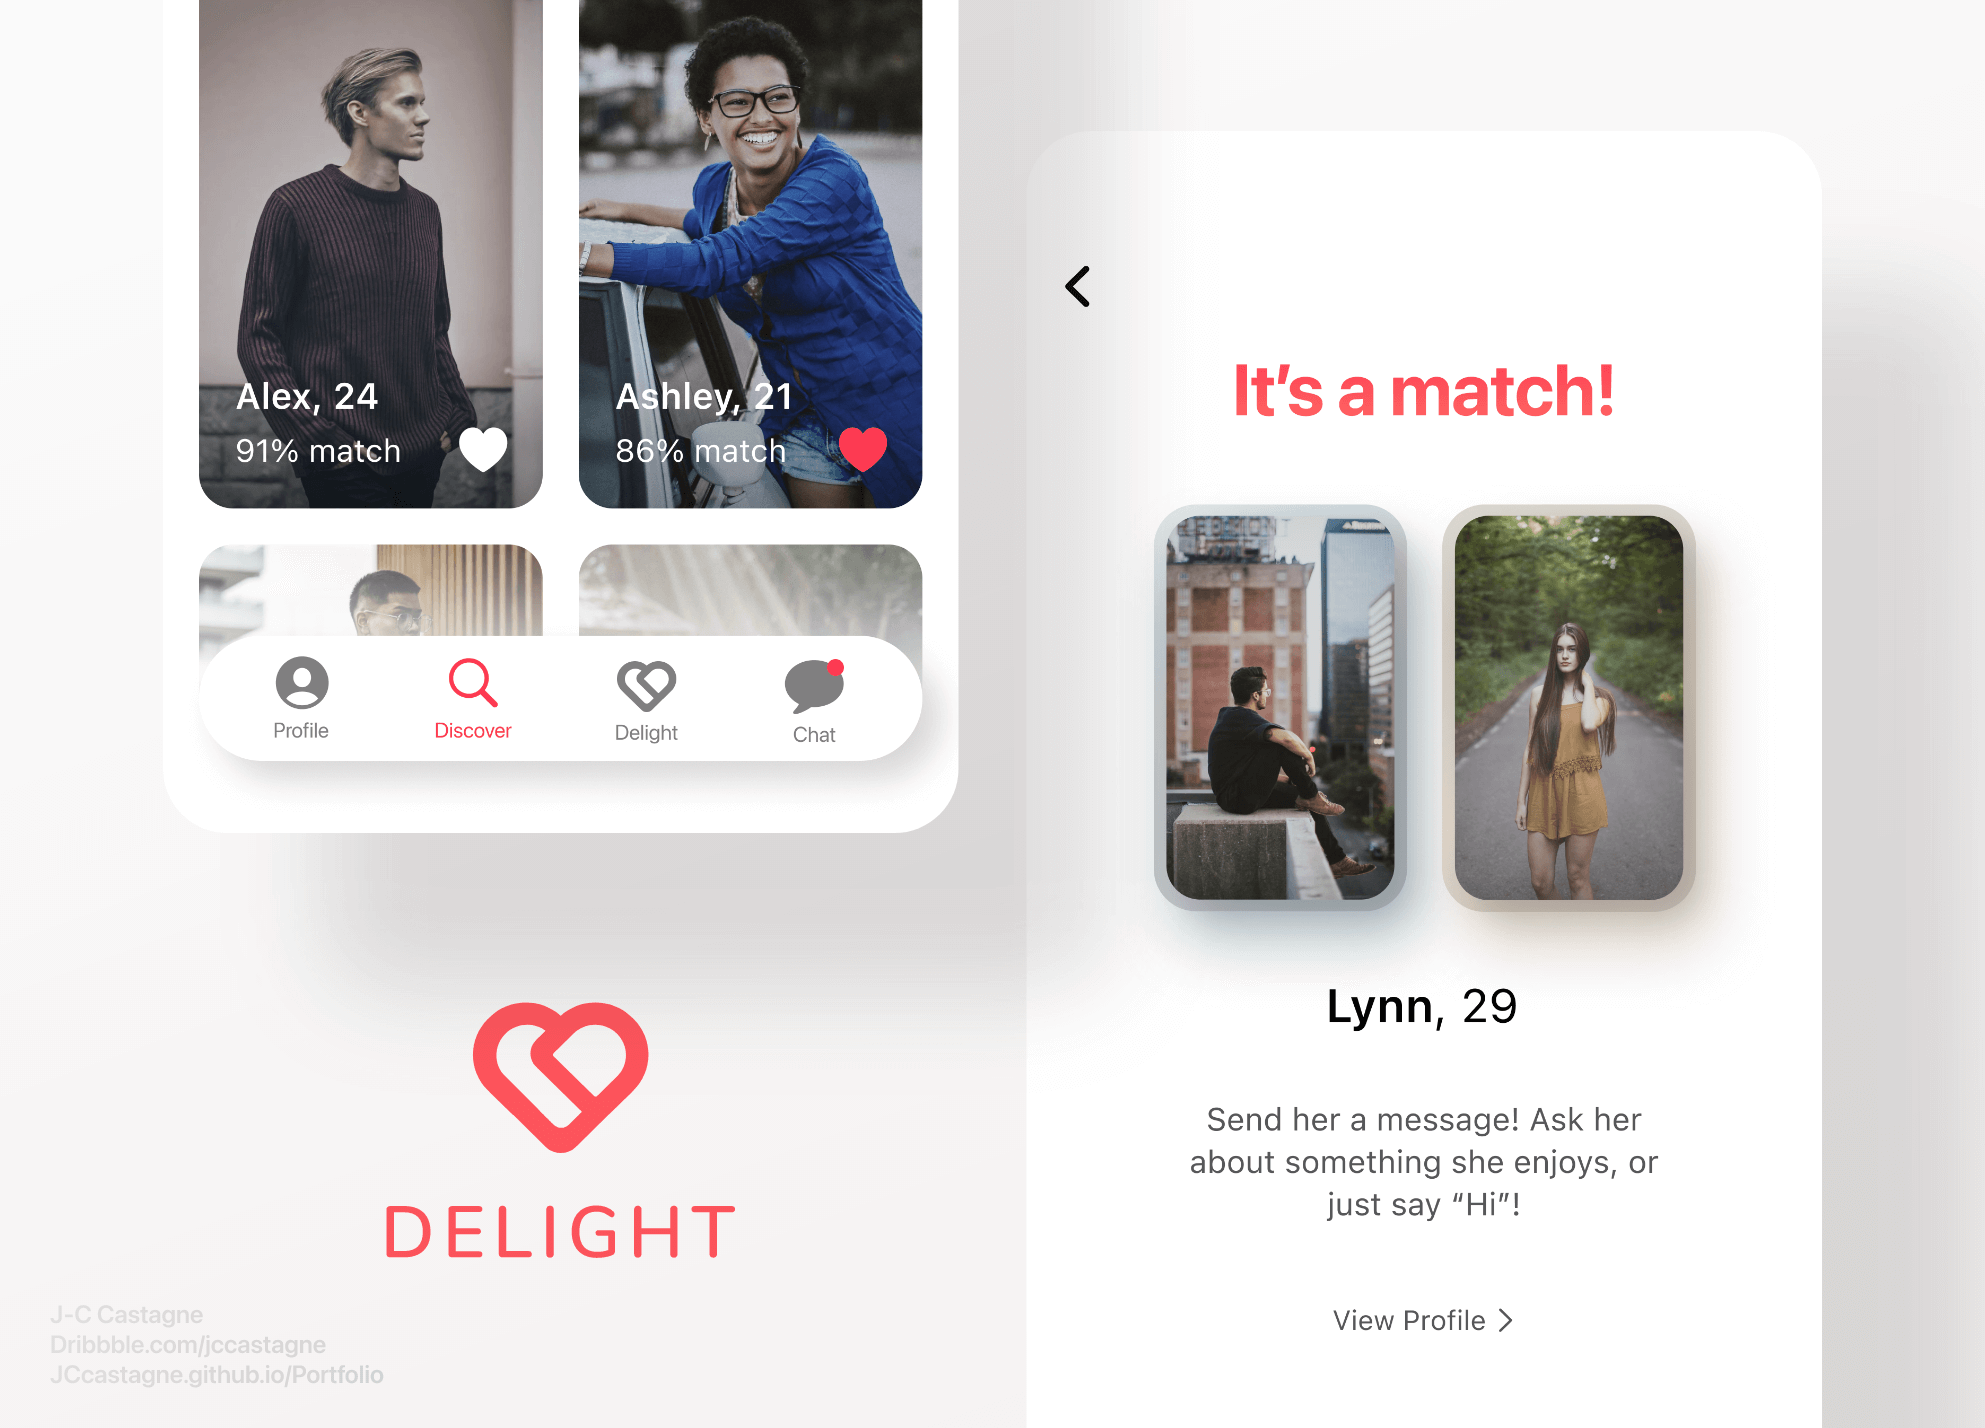 Alex, 24
91% match
Ashley, 21
86% match
Profile
Discover
Delight
Chat
DELIGHT
J-C Castagne
Dribbble.com/jccastagne
JCcastagne.github.io/Portfolio
It’s a match!
Lynn, 29
Send her a message! Ask her
about something she enjoys, or
just say “Hi”!
View Profile